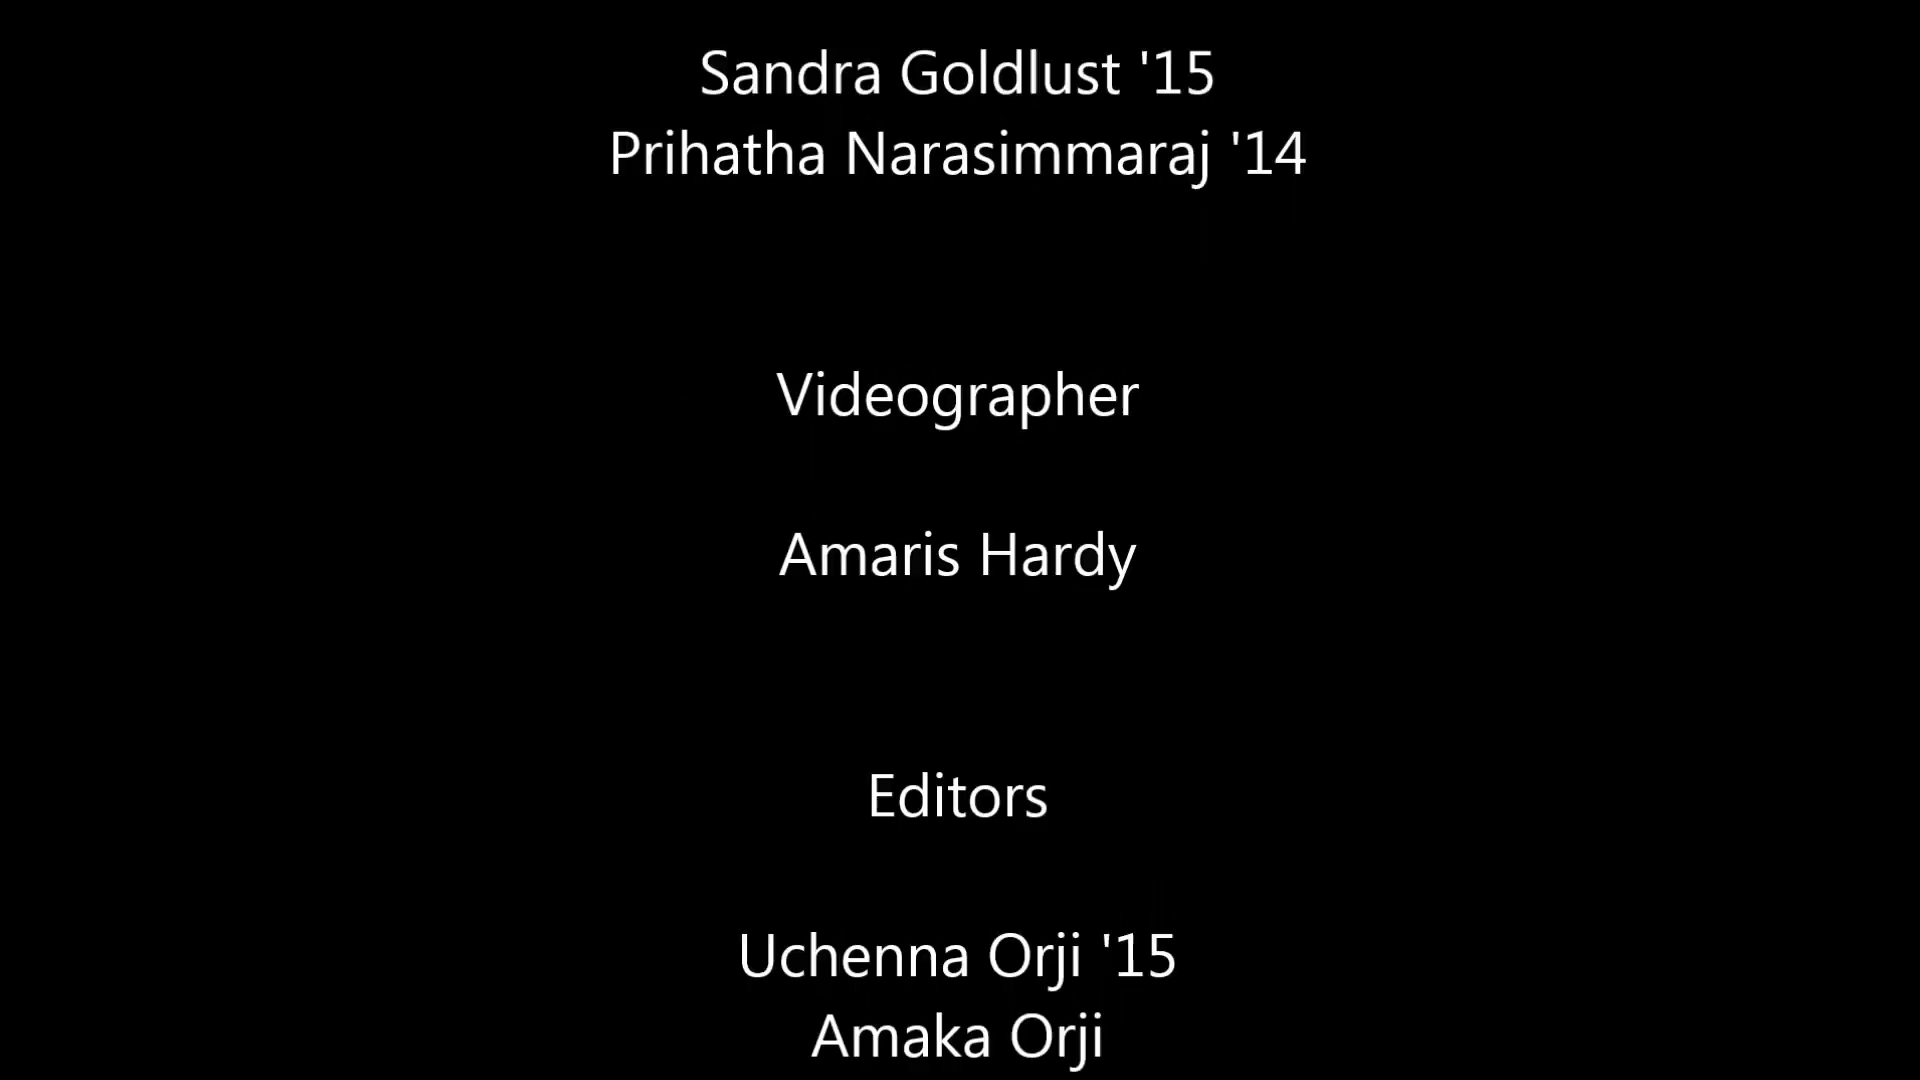 Sandra Goldlust '15
Prihatha Narasimmaraj '14
Videographer
Amaris Hardy
Editors
Uchenna Orji '15
Amaka Orji